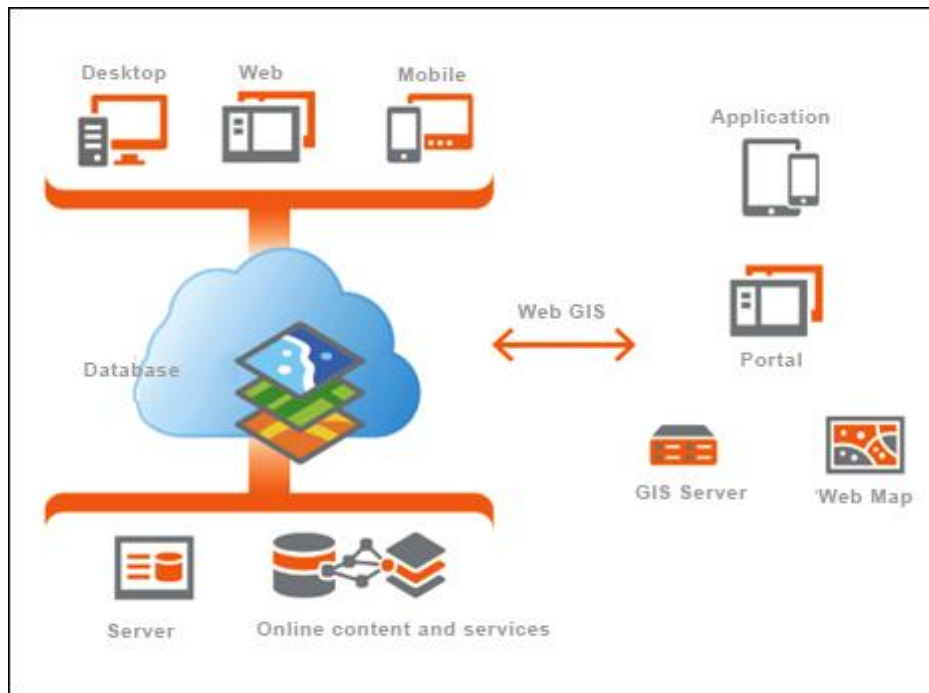 Desktop
Web
Mobile
Application
Web GIS
Portal
Database
GIS Server
'Web Map
Server
Online content and services